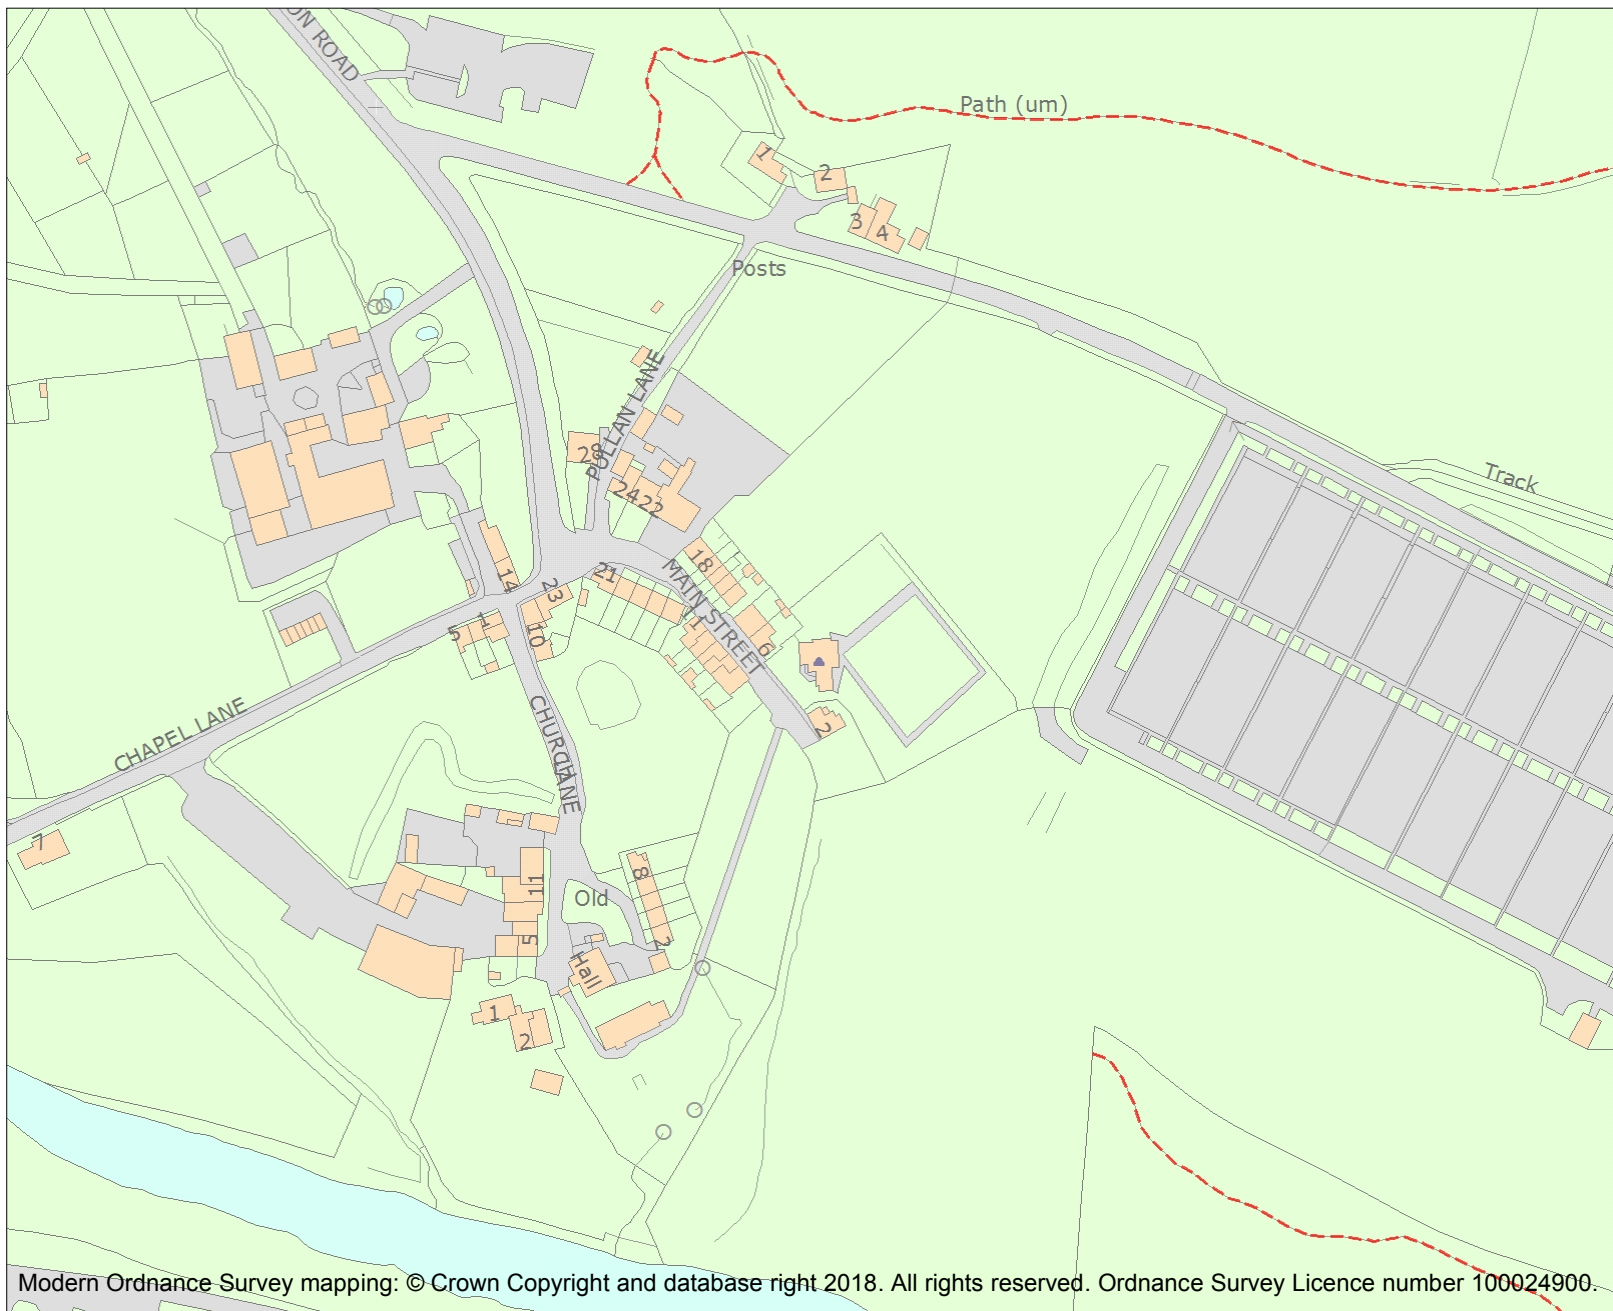 ON ROAD
Path (um)
1
2
3
4
Posts
PULLAN LANE
28
24
22
Track
18
21
MAIN STREET
14
23
11
1
5
10
6
CHURCH
LANE
2
CHAPEL LANE
7
8
11
Old
5
2
Hall
1
2
Modern Ordnance Survey mapping: © Crown Copyright and database right 2018. All rights reserved. Ordnance Survey Licence number 100024900.